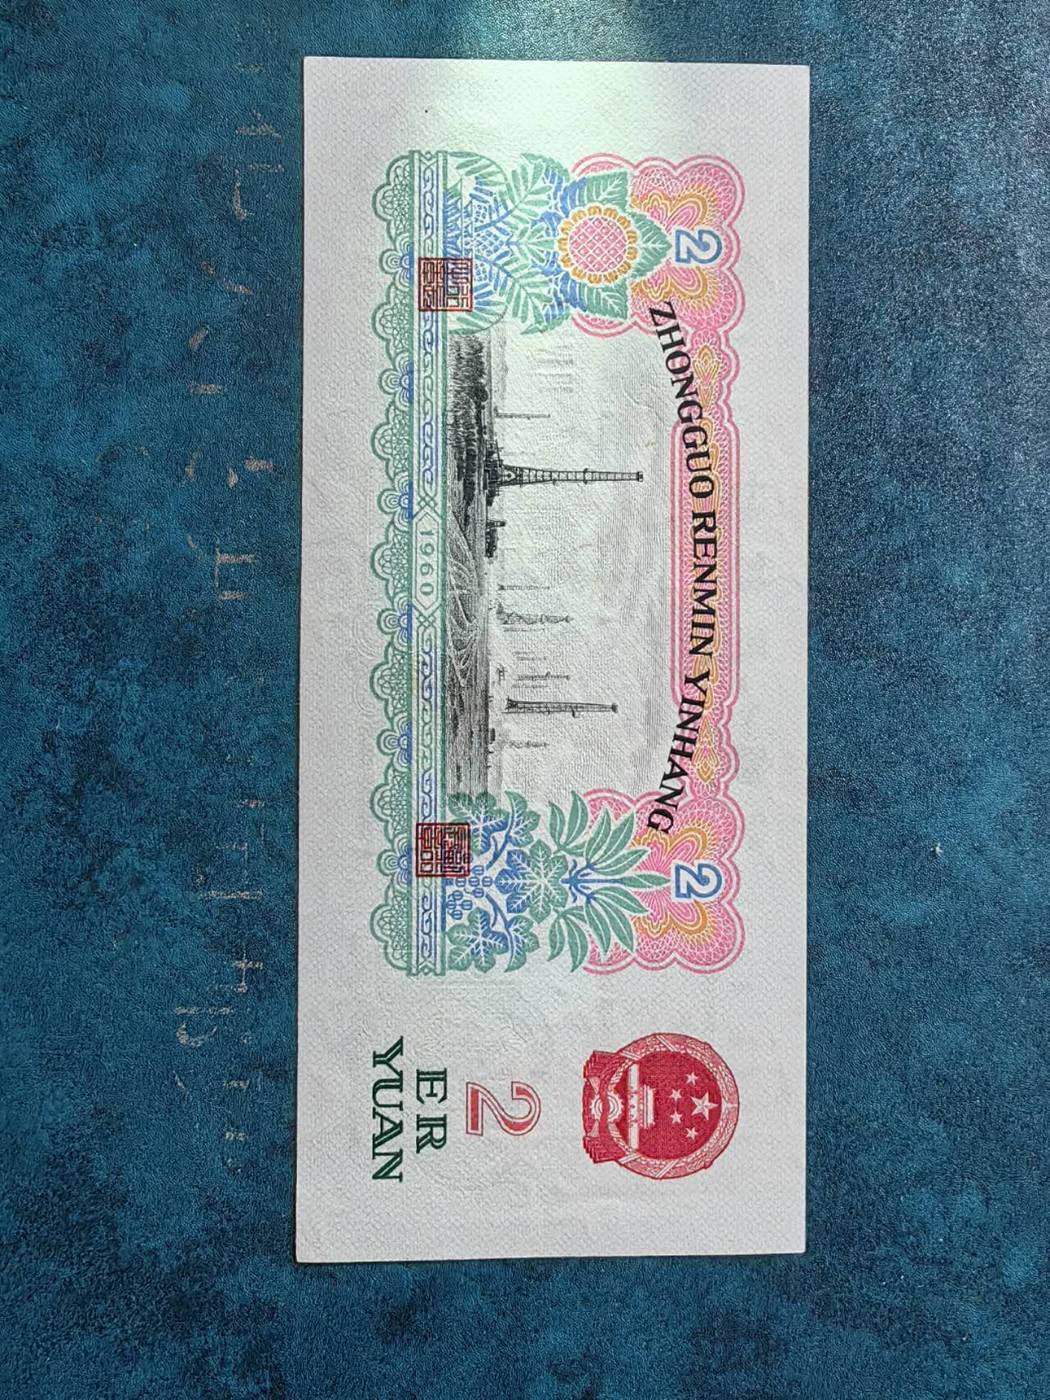 2
2
ZHONGGUO RENMIN YINHANG
1960
2
ER
YUAN